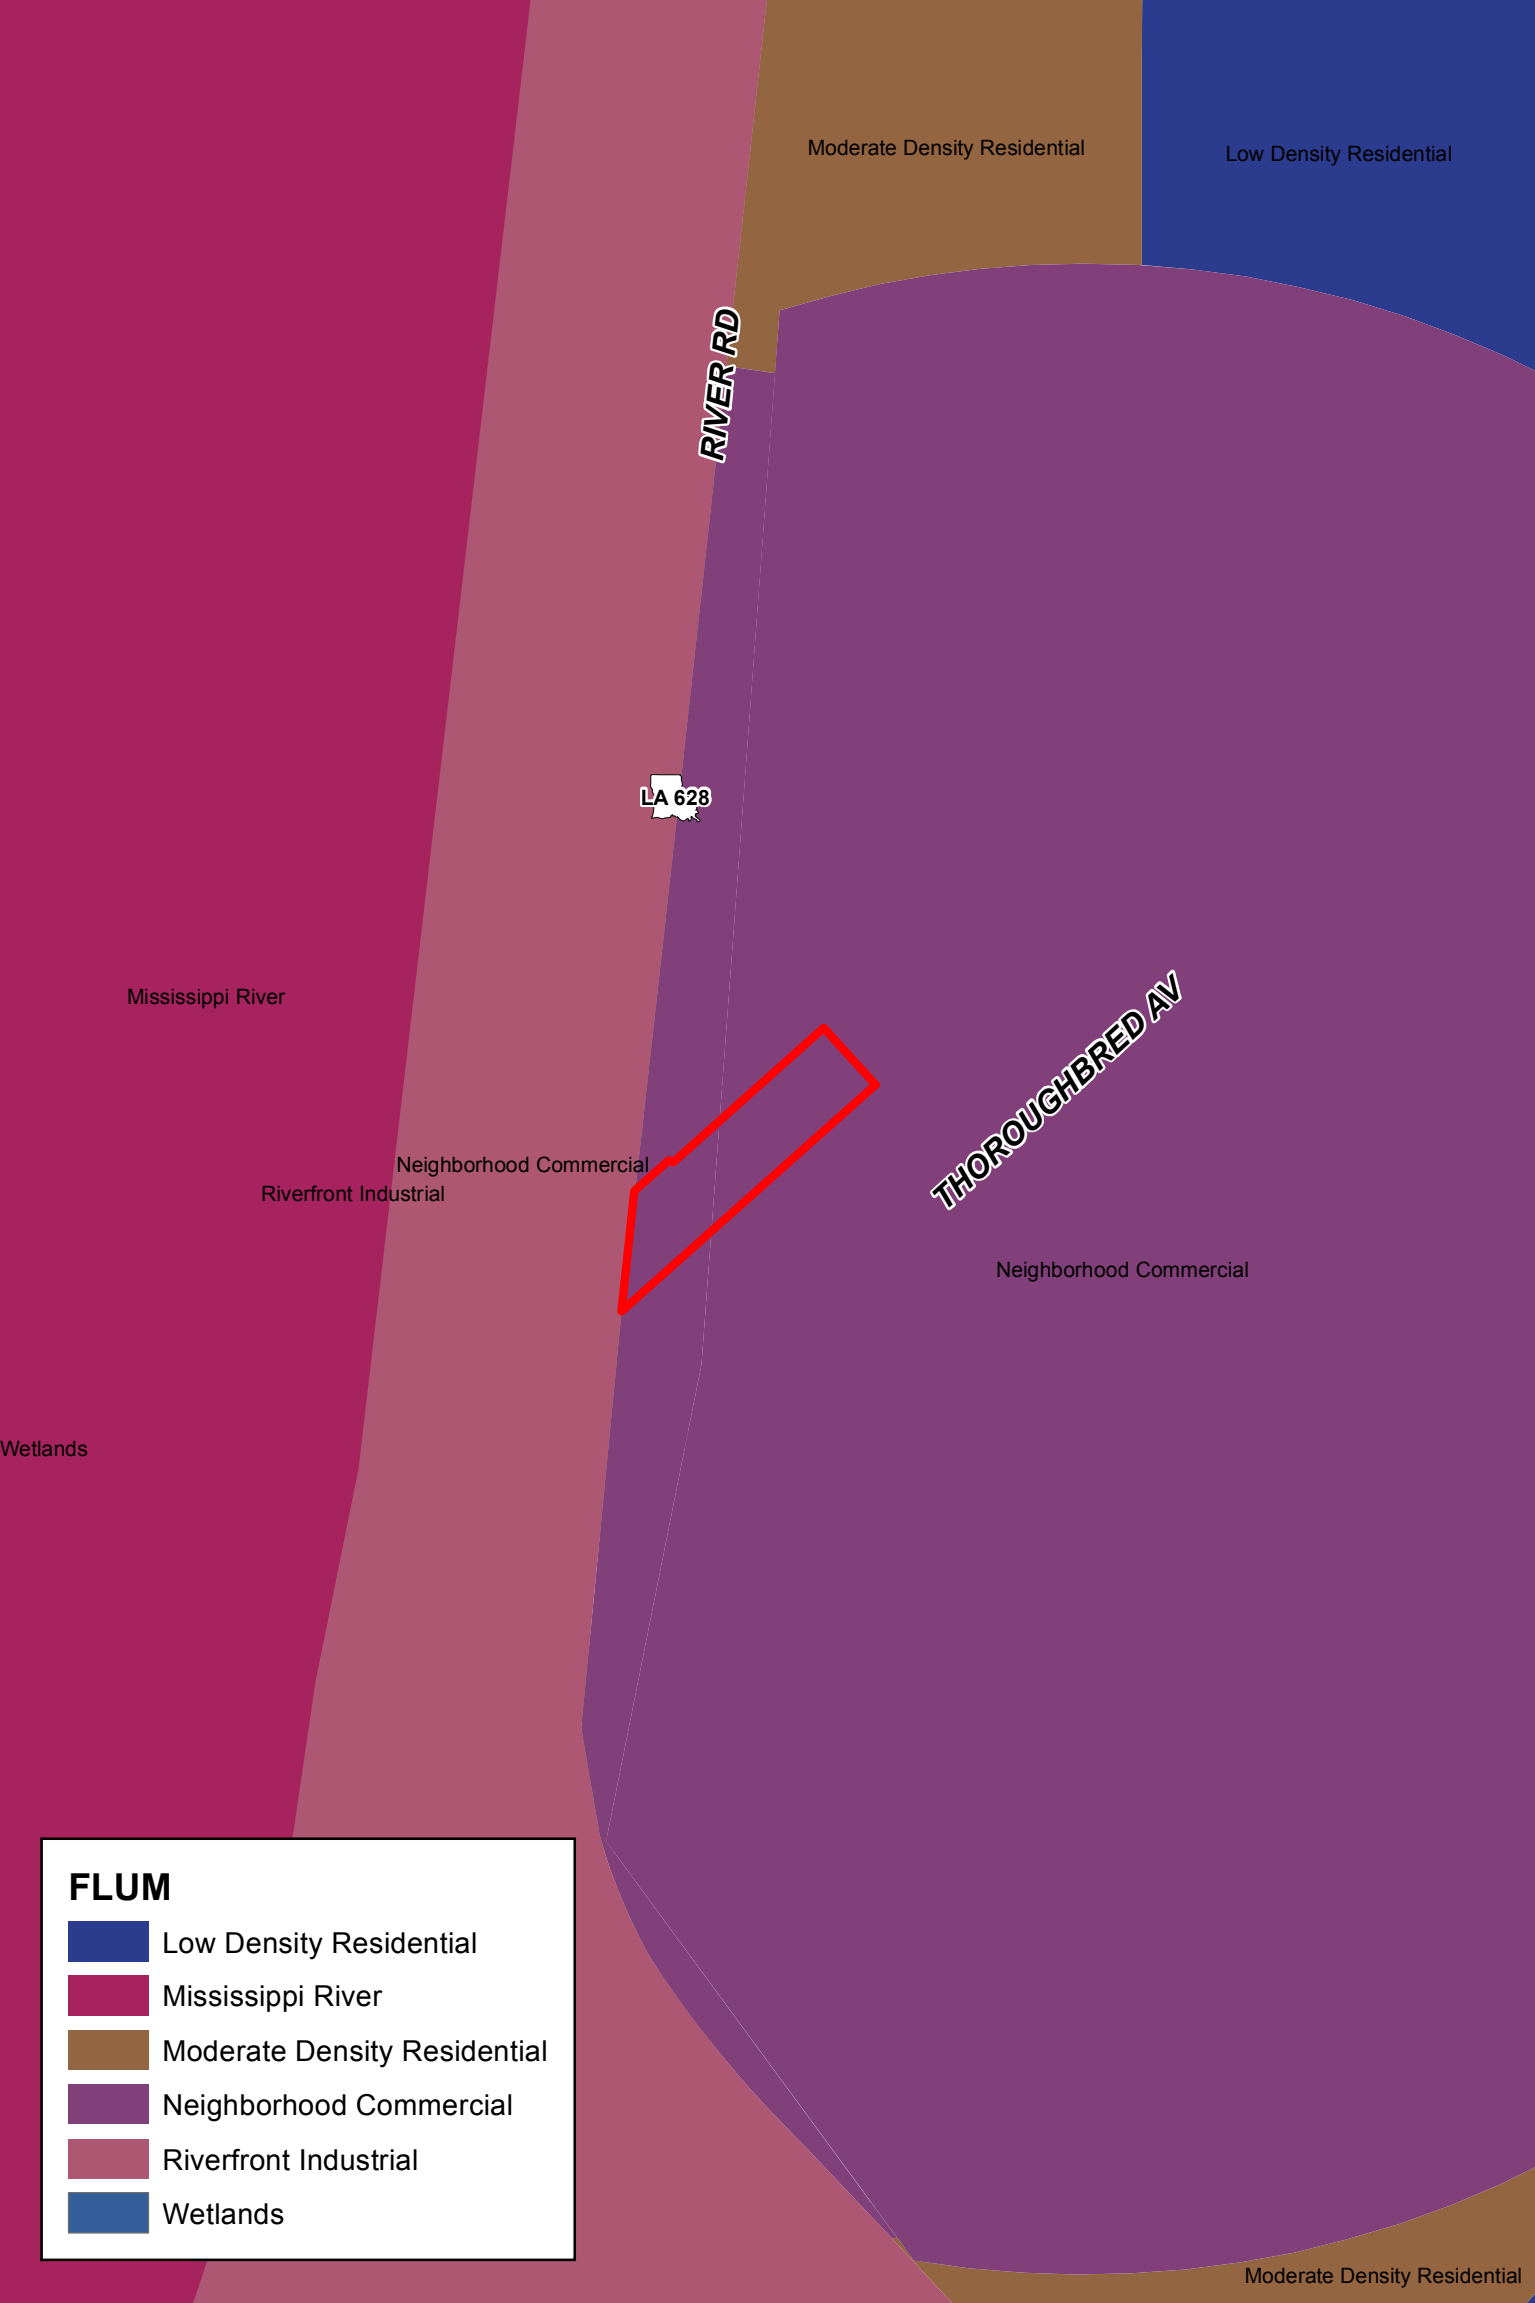 Moderate Density Residential
Low Density Residential
RIVER RD
LA 628
Mississippi River
THOROUGHBRED AV
Neighborhood Commercial
Riverfront Industrial
Neighborhood Commercial
Wetlands
FLUM
Low Density Residential
Mississippi River
Moderate Density Residential
Neighborhood Commercial
Riverfront Industrial
Wetlands
Moderate Density Residential